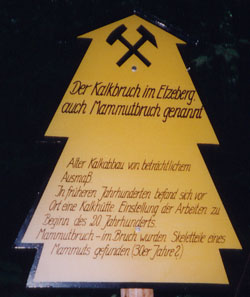 Der Kalkbruch im Elzeberg
auch Mammutbruch genannt
Alter Kalkabbau von beträchtlichem
Ausmaß.
In früheren Jahrhunderten befand sich vor
Ort eine Kalkhütte. Einstellung der Arbeiten zu
Beginn des 20. Jahrhunderts.
Mammutbruch - im Bruch wurden Skeletteile eines
Mammuts gefunden (30er Jahre?)